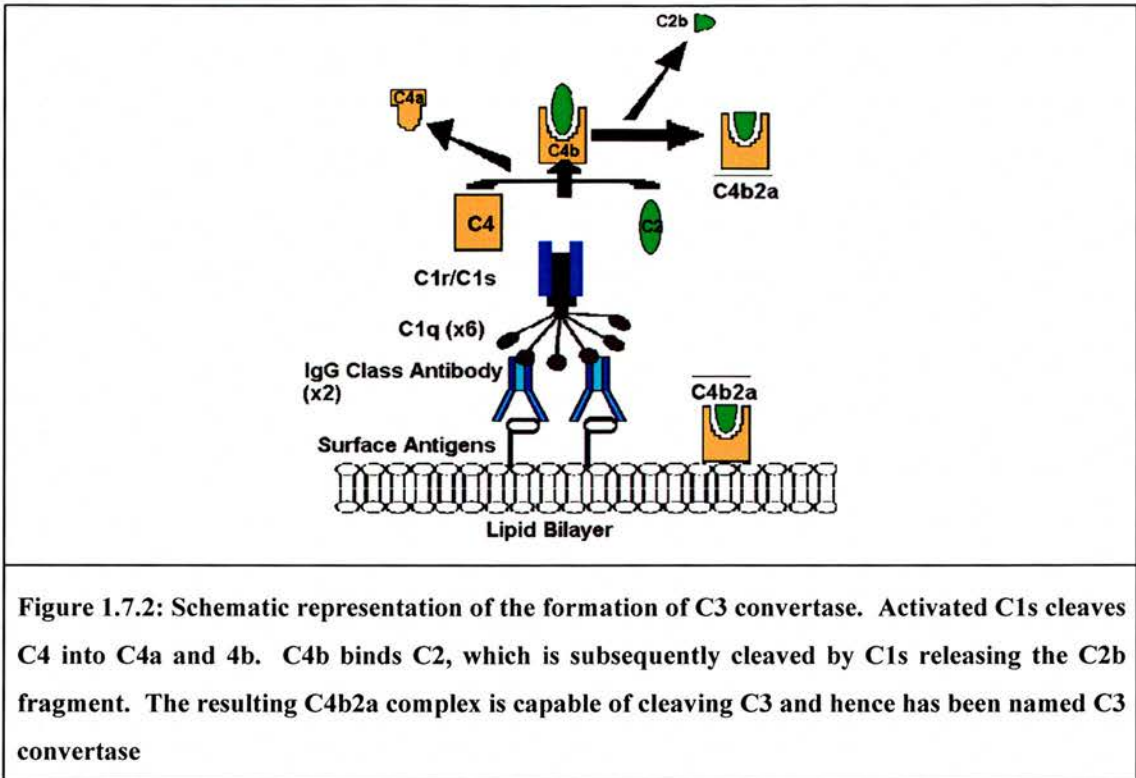 C2b
C4a
C4b
C4b2a
C4
C2
C1r/C1s
C1q (x6)
IgG Class Antibody
(x2)
C4b2a
Surface Antigens
Lipid Bilayer
Figure 1.7.2: Schematic representation of the formation of C3 convertase. Activated C1s cleaves
C4 into C4a and 4b. C4b binds C2, which is subsequently cleaved by C1s releasing the C2b
fragment. The resulting C4b2a complex is capable of cleaving C3 and hence has been named C3
convertase